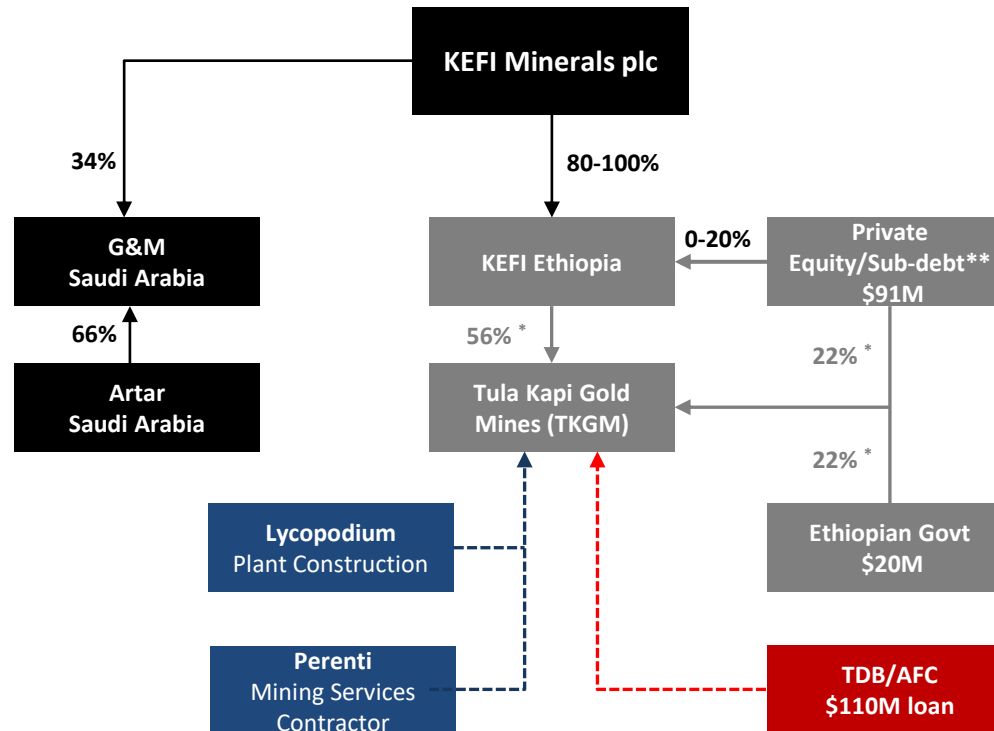 KEFI Minerals plc
34%
80-100%
G&M
Saudi Arabia
KEFI Ethiopia
0-20%
Private
Equity/Sub-debt**
$91M
66%
56% *
22% *
Artar
Saudi Arabia
Tula Kapi Gold
Mines (TKGM)
22% *
Lycopodium
Plant Construction
Ethiopian Govt
$20M
Perenti
Mining Services
Contractor
TDB/AFC
$110M loan